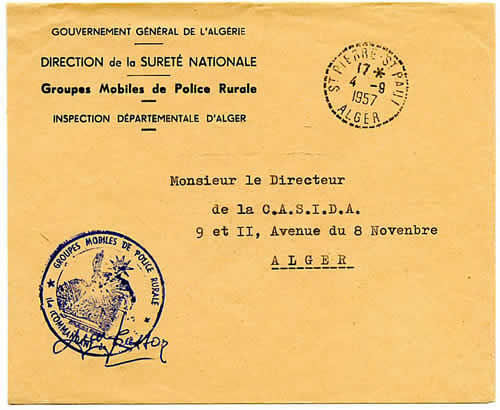 GOUVERNEMENT GÉNÉRAL DE L'ALGÉRIE
DIRECTION de la SURETÉ NATIONALE
Groupes Mobiles de Police Rurale
INSPECTION DÉPARTEMENTALE D'ALGER
ST PIERRE-ST PAUL
17 *
4 -9
1957
ALGER
Monsieur le Directeur
de la C.A.S.I.D.A.
9 et II, Avenue du 8 Novenbre
ALGER
GROUPES MOBILES DE POLICE RURALE